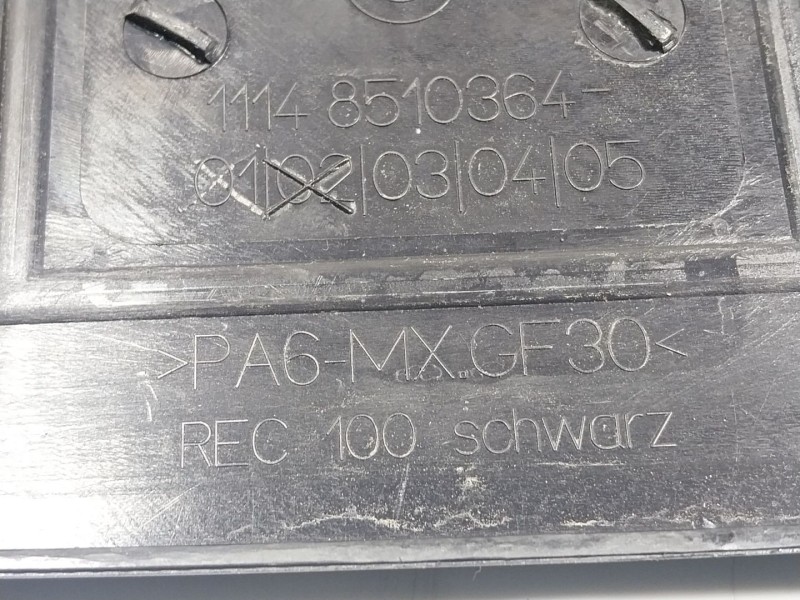 1114 8510364-
01/02/03/04/05
>PA6-MX.GF30<
REC 100 schwarz